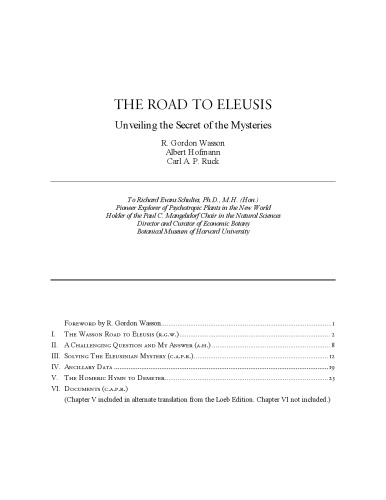 THE ROAD TO ELEUSIS
Unveiling the Secret of the Mysteries
R. Gordon Wasson
Albert Hofmann
Carl A. P. Ruck
To Richard Evans Schultes, Ph.D., M.H. (Hon.)
Pioneer Explorer of Psychotropic Plants in the New World
Holder of the Paul C. Mangelsdorf Chair in the Natural Sciences
Director and Curator of Economic Botany
Botanical Museum of Harvard University
Foreword by R. Gordon Wasson 1
I. The Wasson Road to Eleusis (r.g.w.) 2
II. A Challenging Question and My Answer (a.h.) 8
III. Solving The Eleusinian Mystery (c.a.p.r.) 12
IV. Ancillary Data 19
V. The Homeric Hymn to Demeter 23
VI. Documents (c.a.p.r.)
(Chapter V included in alternate translation from the Loeb Edition. Chapter VI not included.)